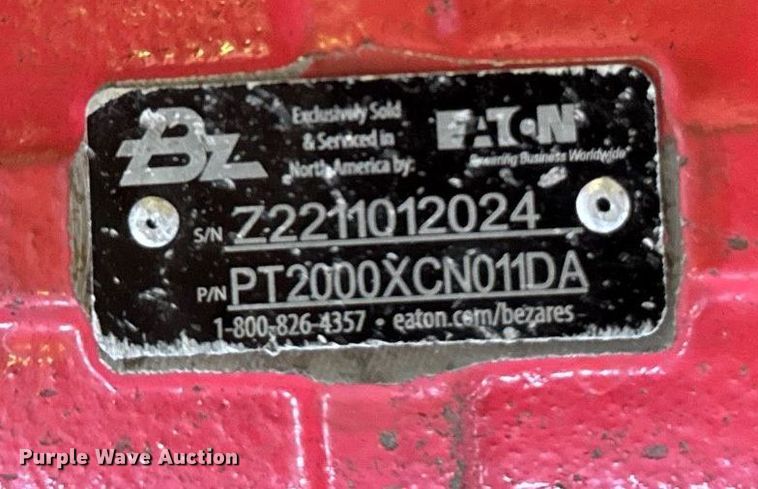 Bz
Exclusively Sold
& Serviced in
North America by:
EATON
Powering Business Worldwide
S/N Z2211012024
P/N PT2000XCN011DA
1-800-826-4357 • eaton.com/bezares
Purple Wave Auction